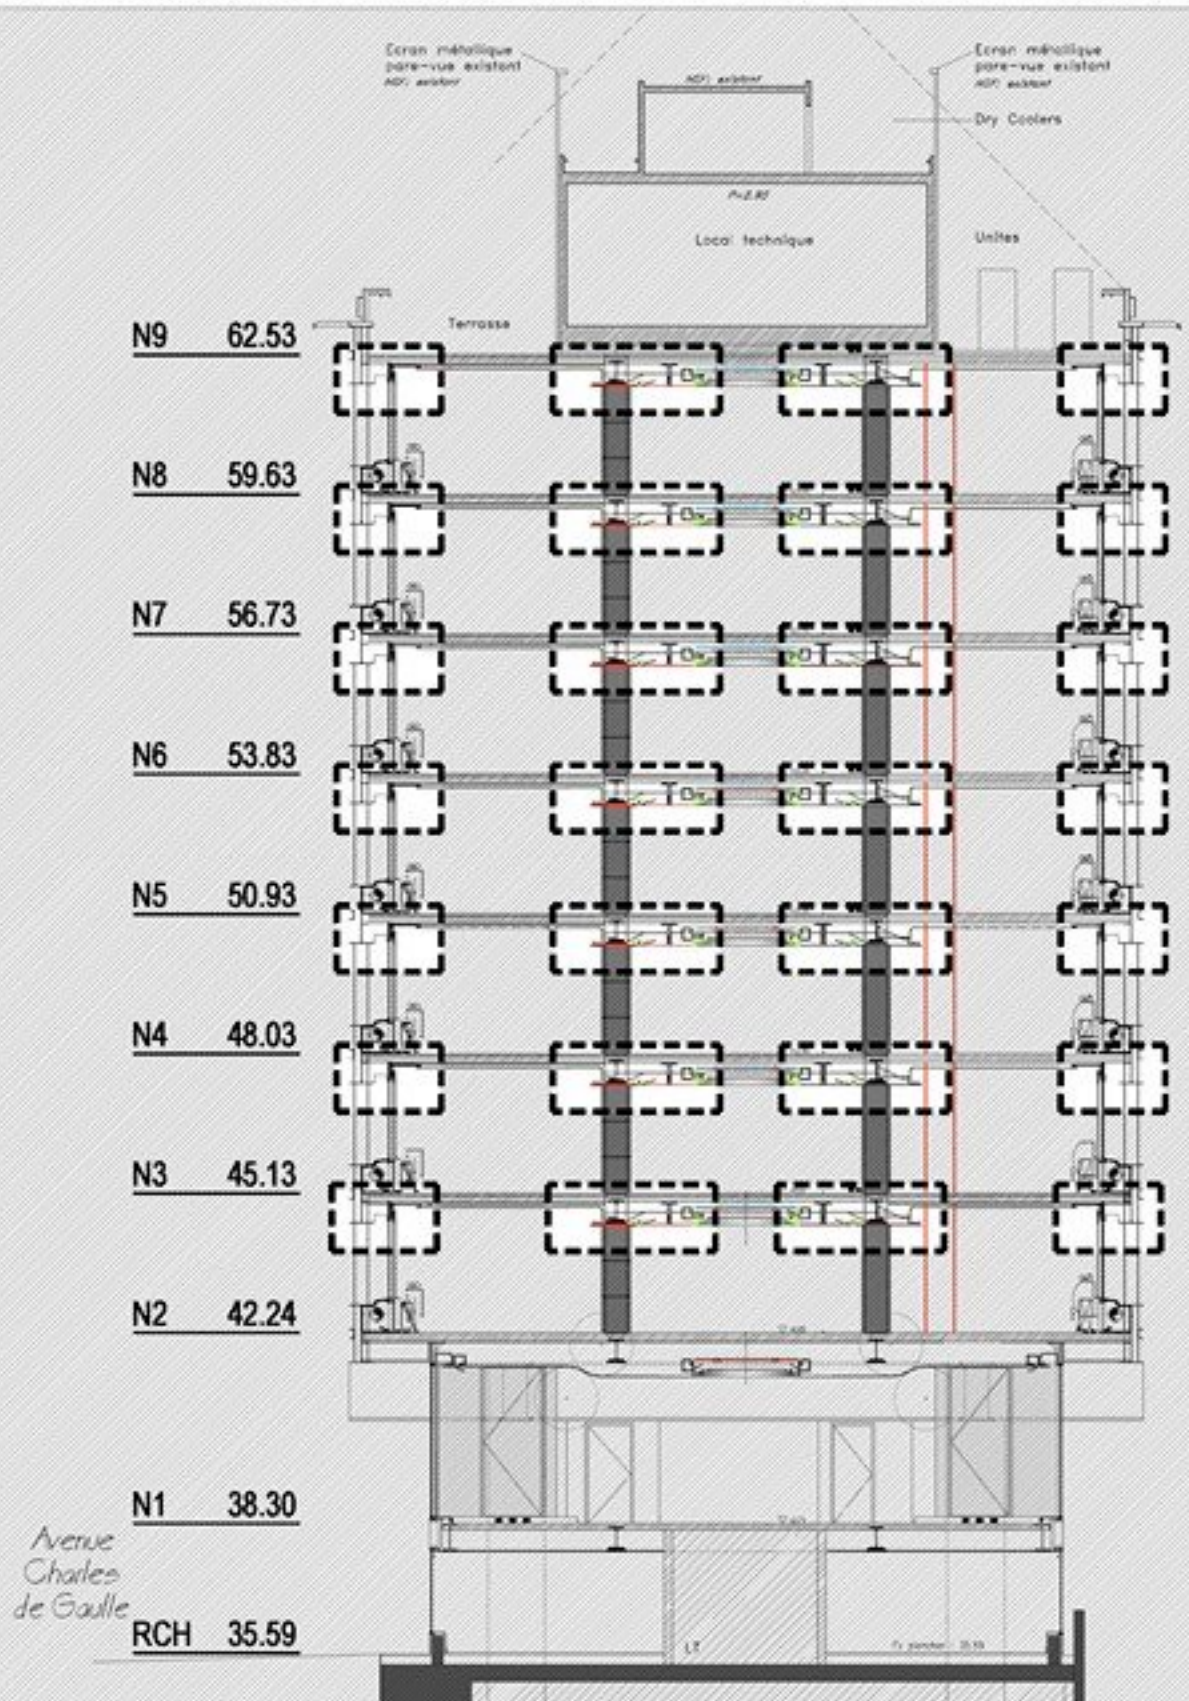 Ecran métallique
pare-vue existant
Ecran métallique
pare-vue existant
Dry Coolers
Local technique
Unites
Terrasse
N9 62.53
N8 59.63
N7 56.73
N6 53.83
N5 50.93
N4 48.03
N3 45.13
N2 42.24
N1 38.30
Avenue
Charles
de Gaulle
RCH 35.59